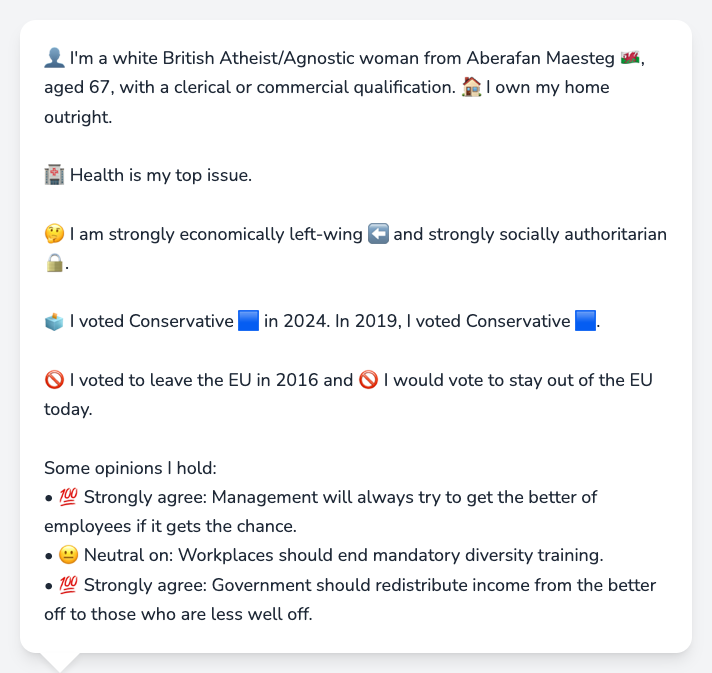 👤 I'm a white British Atheist/Agnostic woman from Aberafan Maesteg 🏴󠁧󠁢󠁷󠁬󠁳󠁿,
aged 67, with a clerical or commercial qualification. 🏠 I own my home
outright.
🏥 Health is my top issue.
🤔 I am strongly economically left-wing ⬅️ and strongly socially authoritarian
🔒.
🗳️ I voted Conservative 🟦 in 2024. In 2019, I voted Conservative 🟦.
🚫 I voted to leave the EU in 2016 and 🚫 I would vote to stay out of the EU
today.
Some opinions I hold:
• 💯 Strongly agree: Management will always try to get the better of
employees if it gets the chance.
• 😐 Neutral on: Workplaces should end mandatory diversity training.
• 💯 Strongly agree: Government should redistribute income from the better
off to those who are less well off.